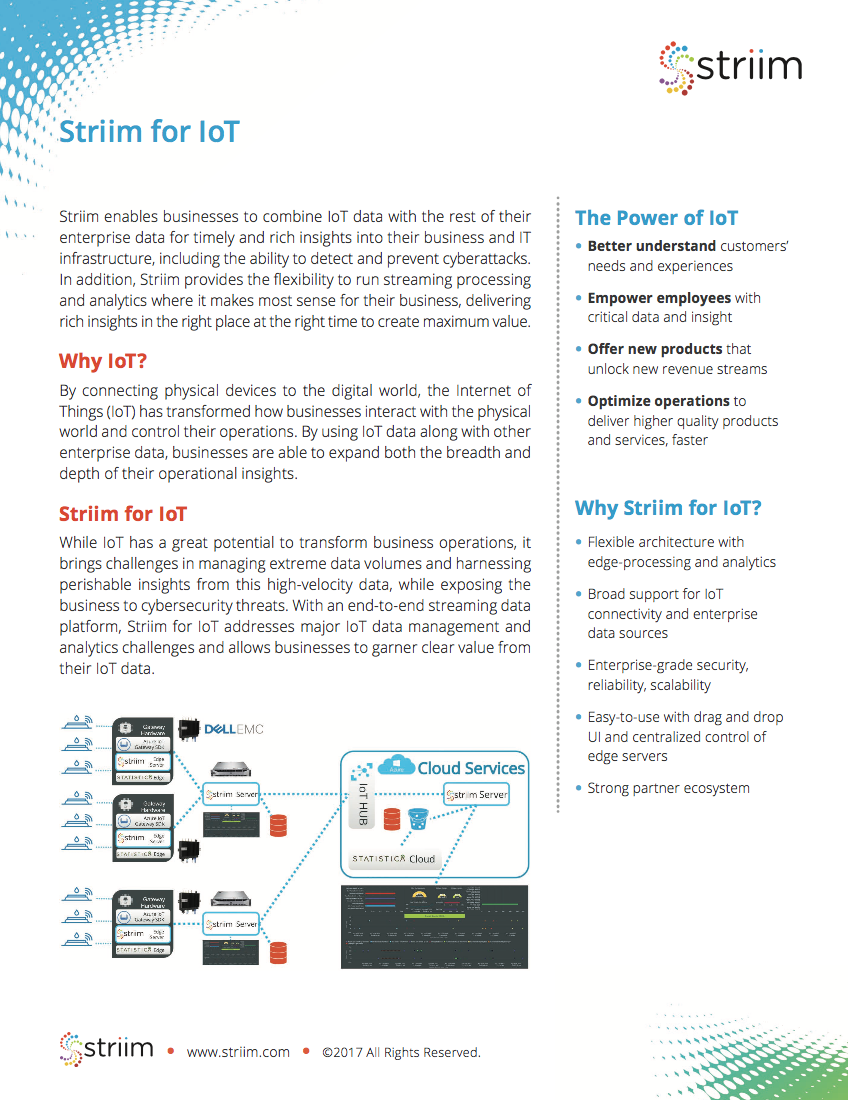 striim
Striim for IoT
Striim enables businesses to combine IoT data with the rest of their
enterprise data for timely and rich insights into their business and IT
infrastructure, including the ability to detect and prevent cyberattacks.
In addition, Striim provides the flexibility to run streaming processing
and analytics where it makes most sense for their business, delivering
rich insights in the right place at the right time to create maximum value.
Why IoT?
By connecting physical devices to the digital world, the Internet of
Things (IoT) has transformed how businesses interact with the physical
world and control their operations. By using IoT data along with other
enterprise data, businesses are able to expand both the breadth and
depth of their operational insights.
Striim for IoT
While IoT has a great potential to transform business operations, it
brings challenges in managing extreme data volumes and harnessing
perishable insights from this high-velocity data, while exposing the
business to cybersecurity threats. With an end-to-end streaming data
platform, Striim for IoT addresses major IoT data management and
analytics challenges and allows businesses to garner clear value from
their IoT data.
The Power of IoT
• Better understand customers'
needs and experiences
• Empower employees with
critical data and insight
• Offer new products that
unlock new revenue streams
• Optimize operations to
deliver higher quality products
and services, faster
Why Striim for IoT?
• Flexible architecture with
edge-processing and analytics
• Broad support for IoT
connectivity and enterprise
data sources
• Enterprise-grade security,
reliability, scalability
• Easy-to-use with drag and drop
UI and centralized control of
edge servers
• Strong partner ecosystem
Gateway
Hardware
Azure IoT
Gateway SDK
striim Edge
Server
STATISTICA Edge
DELLEMC
striim Server
Gateway
Hardware
Azure IoT
Gateway SDK
striim Edge
Server
STATISTICA Edge
Gateway
Hardware
Azure IoT
Gateway SDK
striim Edge
Server
STATISTICA Edge
striim Server
Azure
Cloud Services
IoT HUB
striim Server
STATISTICA Cloud
striim • www.striim.com • ©2017 All Rights Reserved.